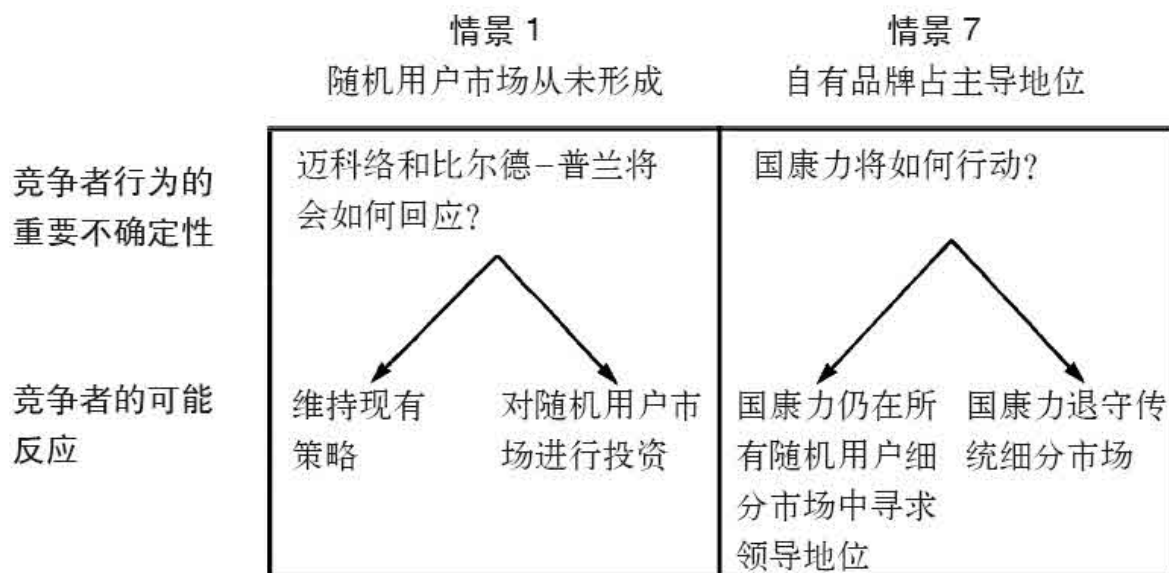 情景 1
随机用户市场从未形成
情景 7
自有品牌占主导地位
竞争者行为的
重要不确定性
迈科络和比尔德-普兰将
会如何回应?
国康力将如何行动?
竞争者的可能
反应
维持现有
策略
对随机用户市
场进行投资
国康力仍在所
有随机用户细
分市场中寻求
领导地位
国康力退守传
统细分市场